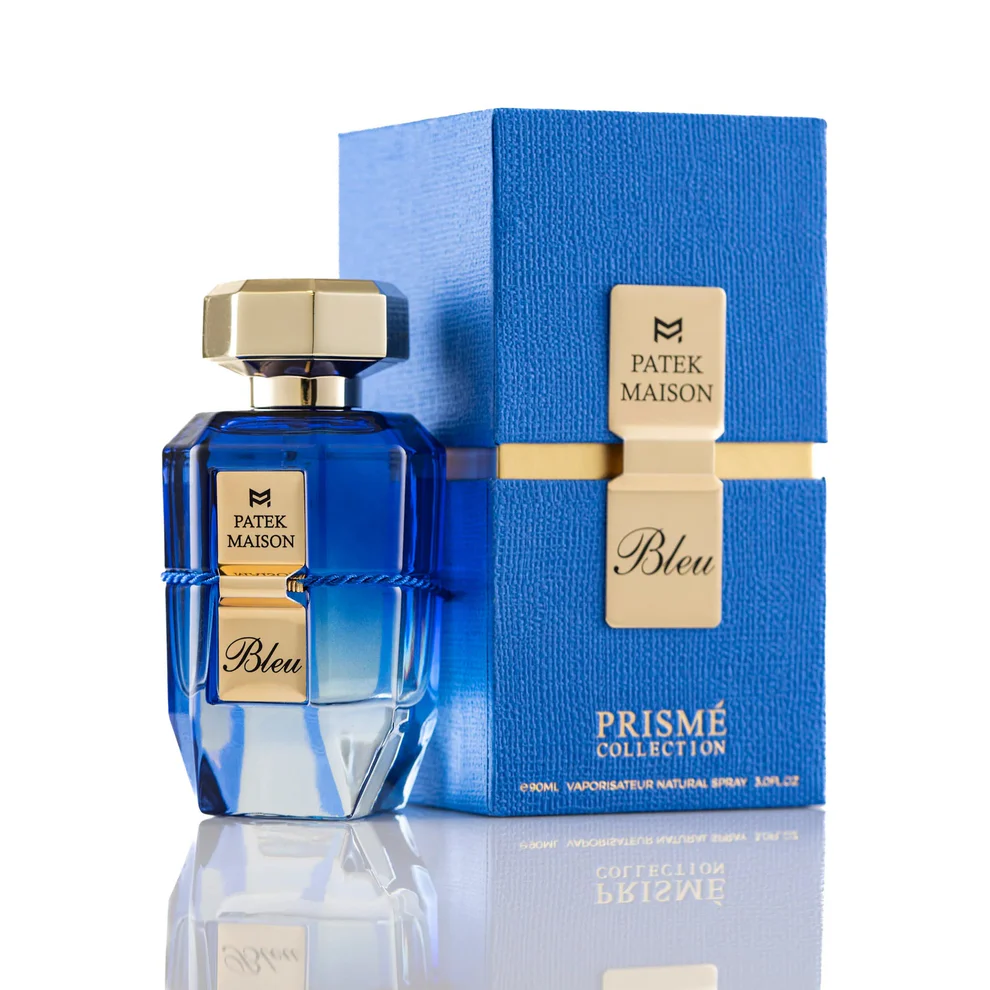 PATEK
MAISON
Bleu
PATEK
MAISON
Bleu
PRISMÉ
COLLECTION
e 90ML VAPORISATEUR NATURAL SPRAY 3.0FL.OZ